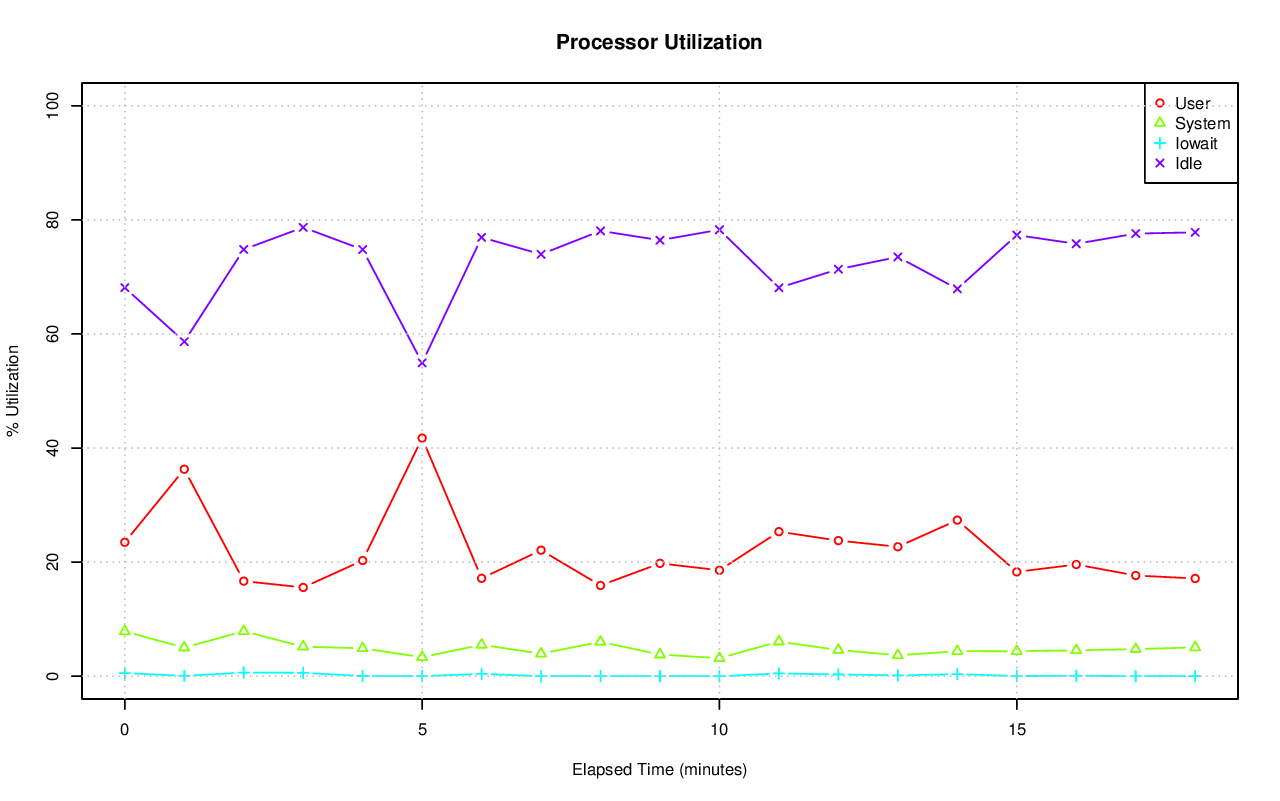 Processor Utilization
% Utilization
100
80
60
40
20
0
User
System
Iowait
Idle
0 5 10 15
Elapsed Time (minutes)